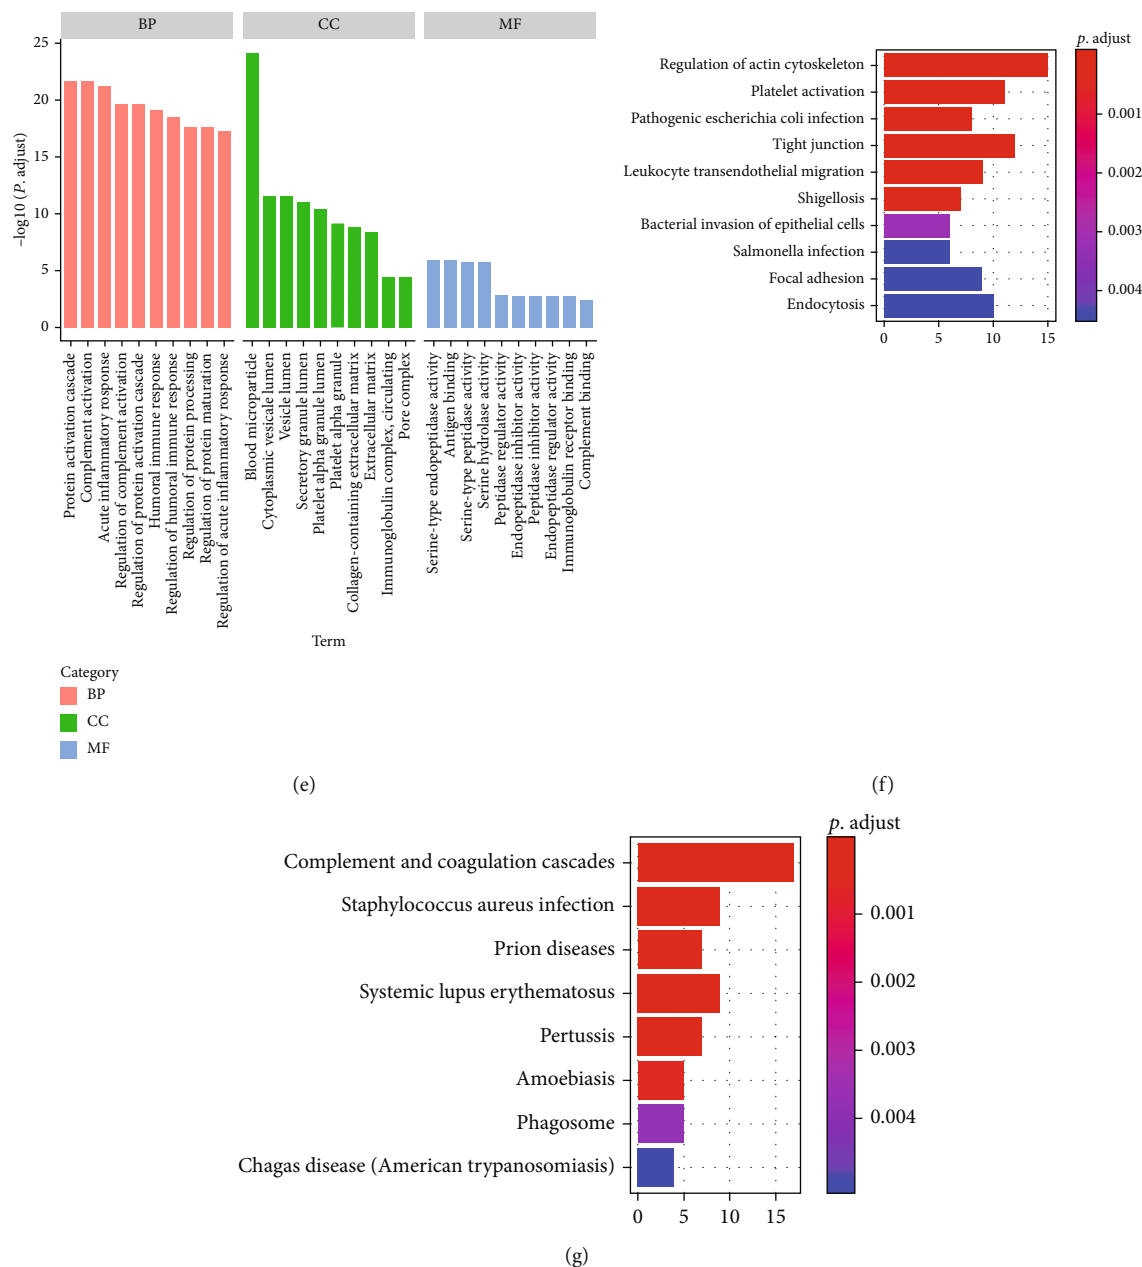 BP
CC
MF
25
20
15
10
5
0
–log10 (P. adjust)
Protein activation cascade
Complement activation
Acute inflammatory rosponse
Regulation of complement activation
Regulation of protein activation cascade
Humoral immune response
Regulation of humoral immune response
Regulation of protein processing
Regulation of protein maturation
Regulation of acute inflammatory rosponse
Blood microparticle
Cytoplasmic vesicale lumen
Vesicle lumen
Secretory granule lumen
Platelet alpha granule lumen
Platelet alpha granule
Collagen-containing extracellular matrix
Extracellular matrix
Immunoglobulin complex, circulating
Pore complex
Serine-type endopeptidase activity
Antigen binding
Serine-type peptidase activity
Serine hydrolase activity
Peptidase regulator activity
Endopeptidase inhibitor activity
Peptidase inhibitor activity
Endopeptidase regulator activity
Immunoglobulin receptor binding
Complement binding
Term
Category
BP
CC
MF
(e)
p. adjust
Regulation of actin cytoskeleton
Platelet activation
Pathogenic escherichia coli infection
Tight junction
Leukocyte transendothelial migration
Shigellosis
Bacterial invasion of epithelial cells
Salmonella infection
Focal adhesion
Endocytosis
0 5 10 15
0.001
0.002
0.003
0.004
(f)
p. adjust
Complement and coagulation cascades
Staphylococcus aureus infection
Prion diseases
Systemic lupus erythematosus
Pertussis
Amoebiasis
Phagosome
Chagas disease (American trypanosomiasis)
0 5 10 15
0.001
0.002
0.003
0.004
(g)